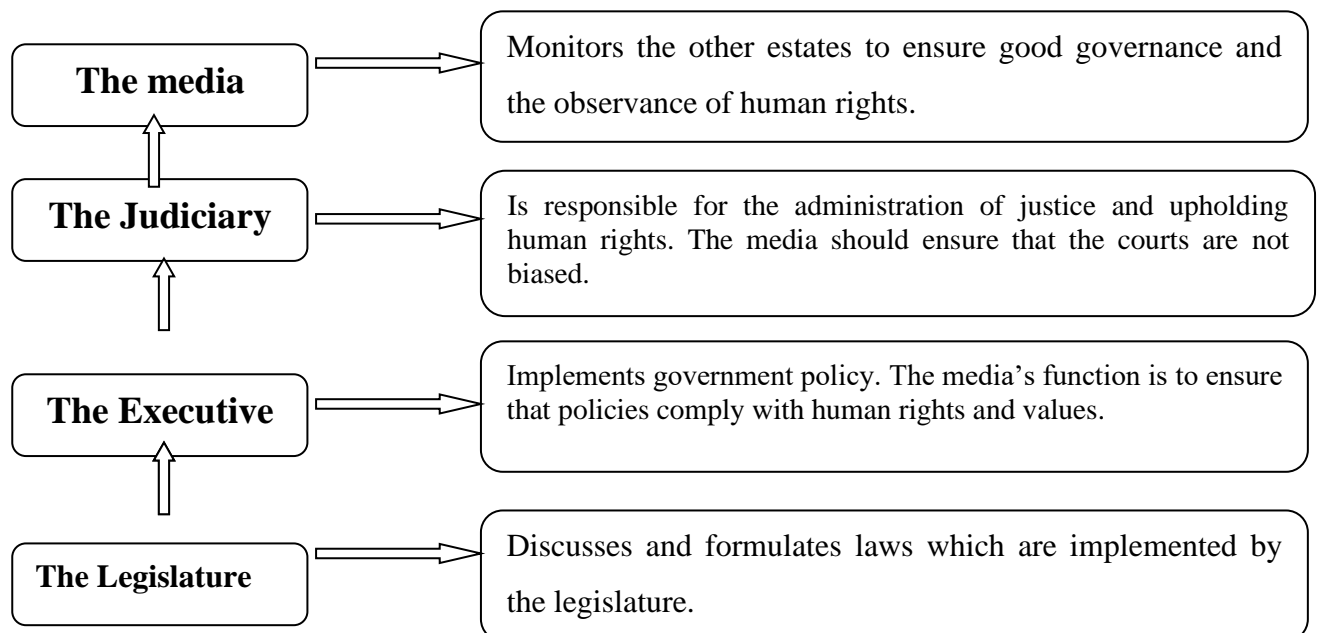 The media
Monitors the other estates to ensure good governance and
the observance of human rights.
The Judiciary
Is responsible for the administration of justice and upholding
human rights. The media should ensure that the courts are not
biased.
The Executive
Implements government policy. The media’s function is to ensure
that policies comply with human rights and values.
The Legislature
Discusses and formulates laws which are implemented by
the legislature.